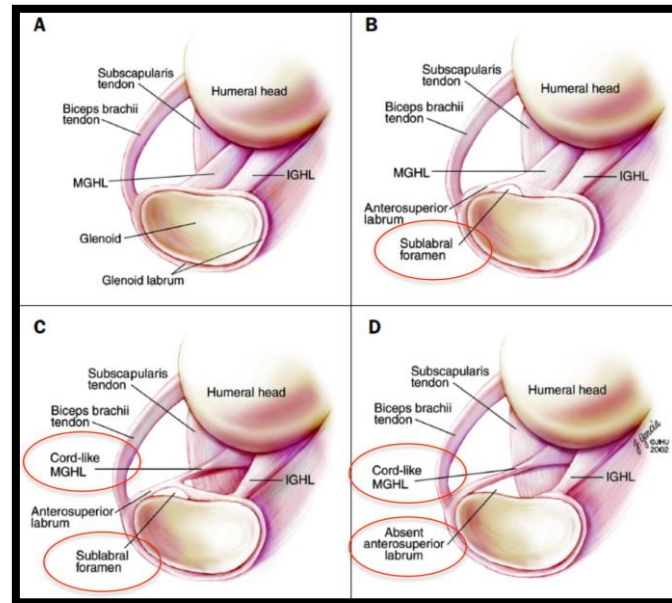 A
Subscapularis
tendon
Humeral head
Biceps brachii
tendon
MGHL
IGHL
Glenoid
Glenoid labrum
B
Subscapularis
tendon
Humeral head
Biceps brachii
tendon
MGHL
IGHL
Anterosuperior
labrum
Sublabral
foramen
C
Subscapularis
tendon
Humeral head
Biceps brachii
tendon
Cord-like
MGHL
IGHL
Anterosuperior
labrum
Sublabral
foramen
D
Subscapularis
tendon
Humeral head
Biceps brachii
tendon
2002
Cord-like
MGHL
IGHL
Absent
anterosuperior
labrum